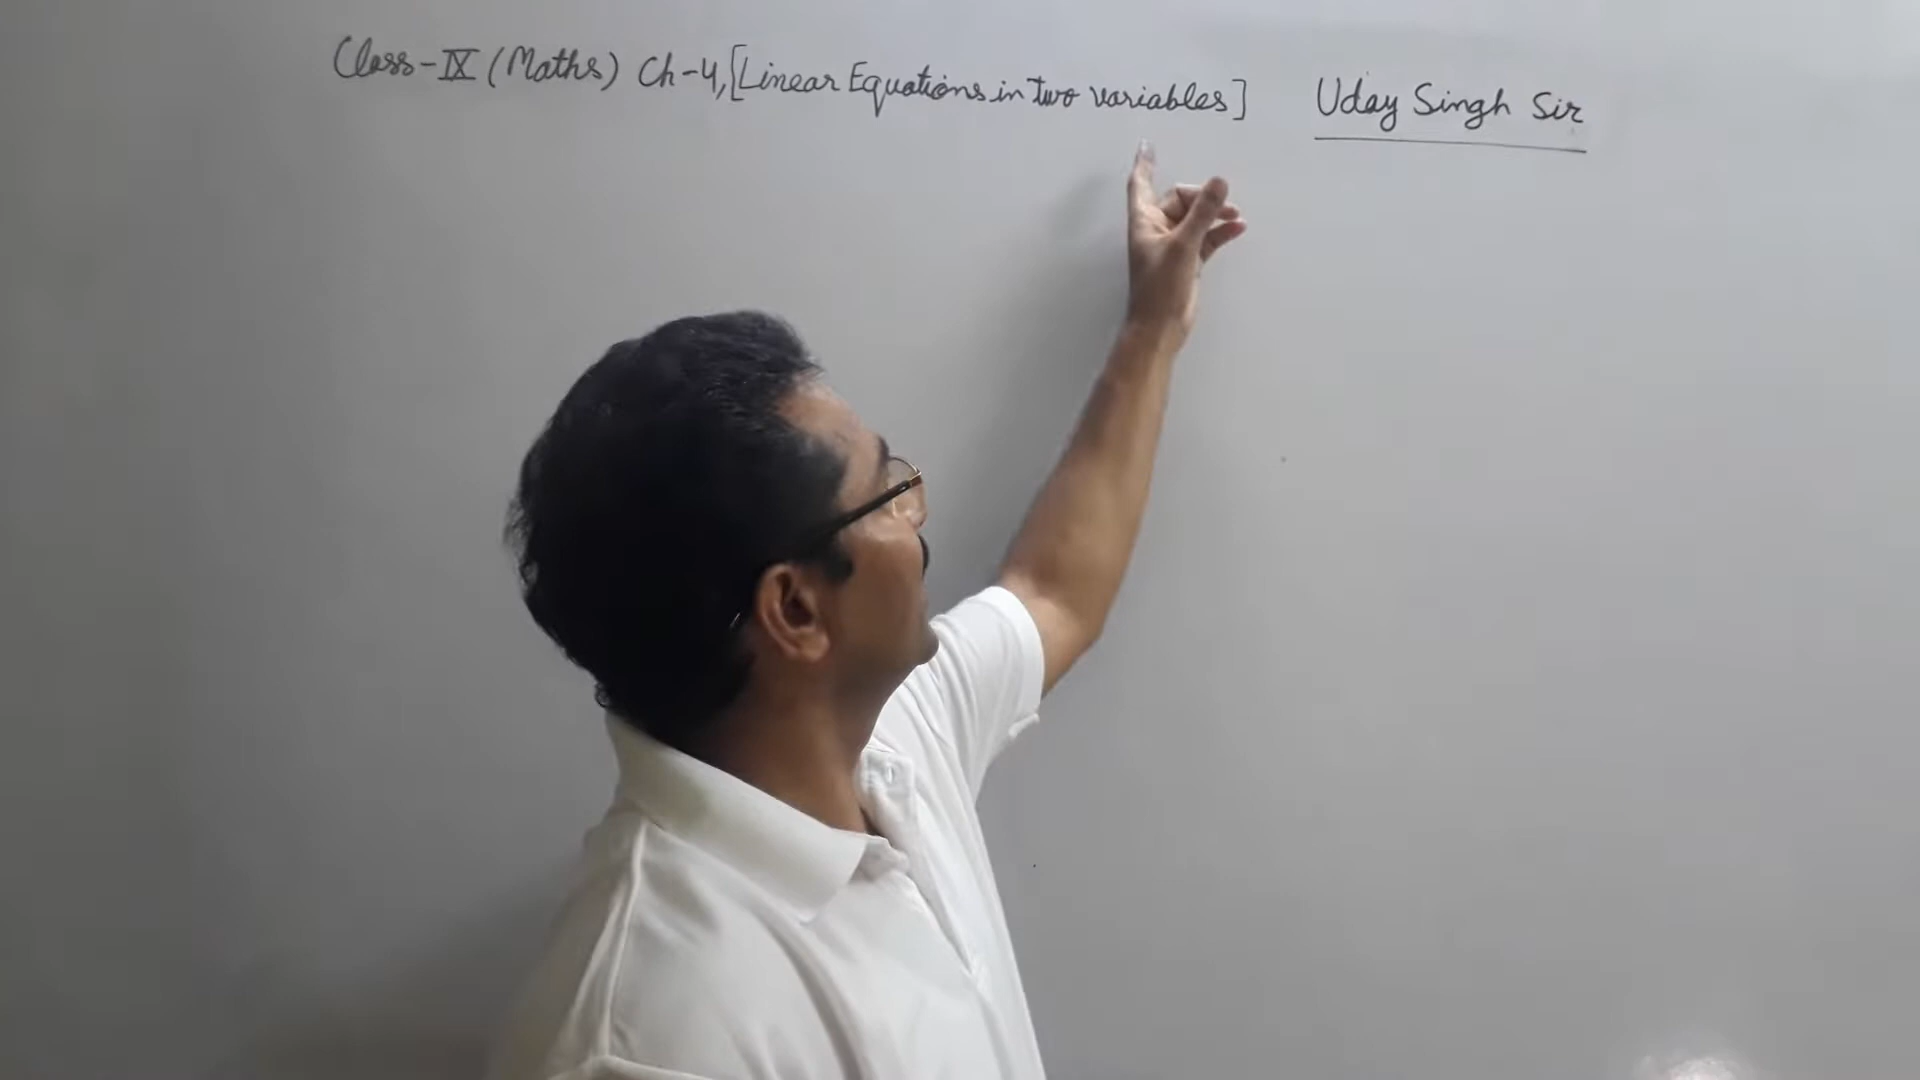 Class-IX (Maths) Ch-4, [Linear Equations in two variables] Uday Singh Sir